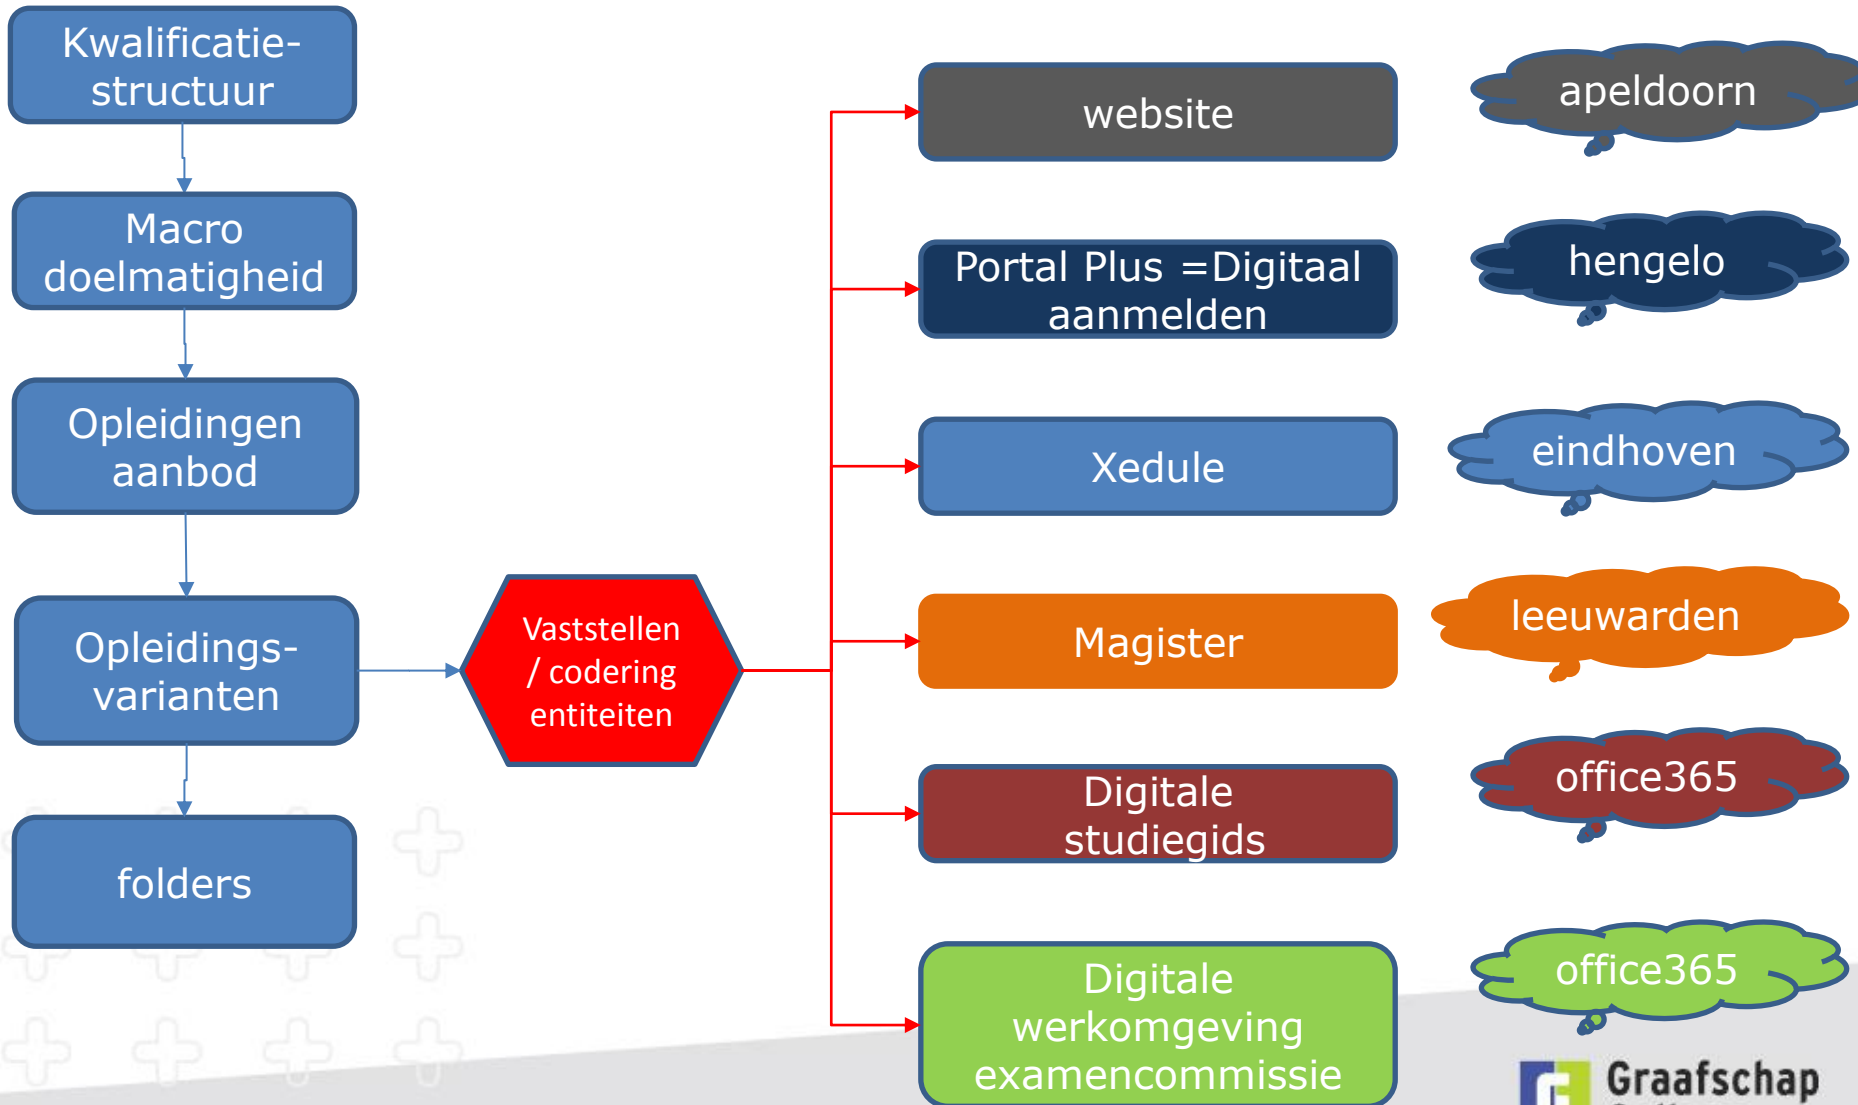 Kwalificatie-
structuur
Macro
doelmatigheid
Opleidingen
aanbod
Opleidings-
varianten
folders
Vaststellen
/ codering
entiteiten
website
Portal Plus =Digitaal
aanmelden
Xedule
Magister
Digitale
studiegids
Digitale
werkomgeving
examencommissie
apeldoorn
hengelo
eindhoven
leeuwarden
office365
office365
Graafschap